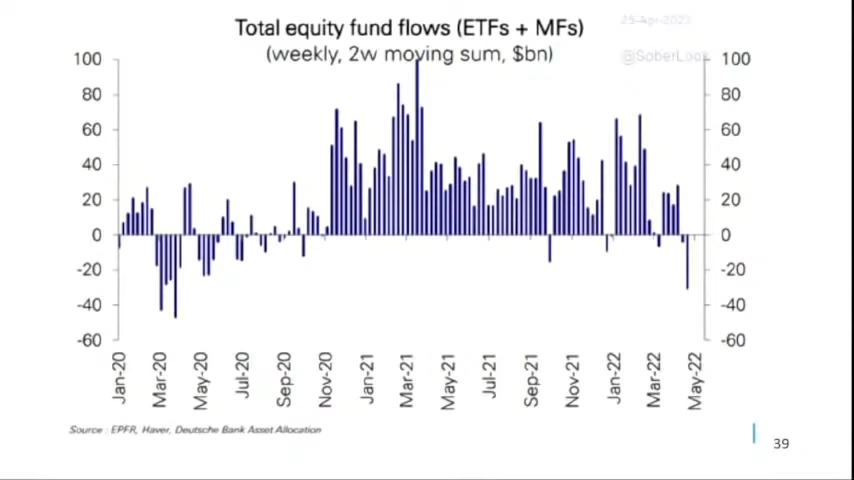 Total equity fund flows (ETFs + MFs)
(weekly, 2w moving sum, $bn)
@SoberLook
100
80
60
40
20
0
-20
-40
-60
100
80
60
40
20
0
-20
-40
-60
Jan-20
Mar-20
May-20
Jul-20
Sep-20
Nov-20
Jan-21
Mar-21
May-21
Jul-21
Sep-21
Nov-21
Jan-22
Mar-22
May-22
Source : EPFR, Haver, Deutsche Bank Asset Allocation
39